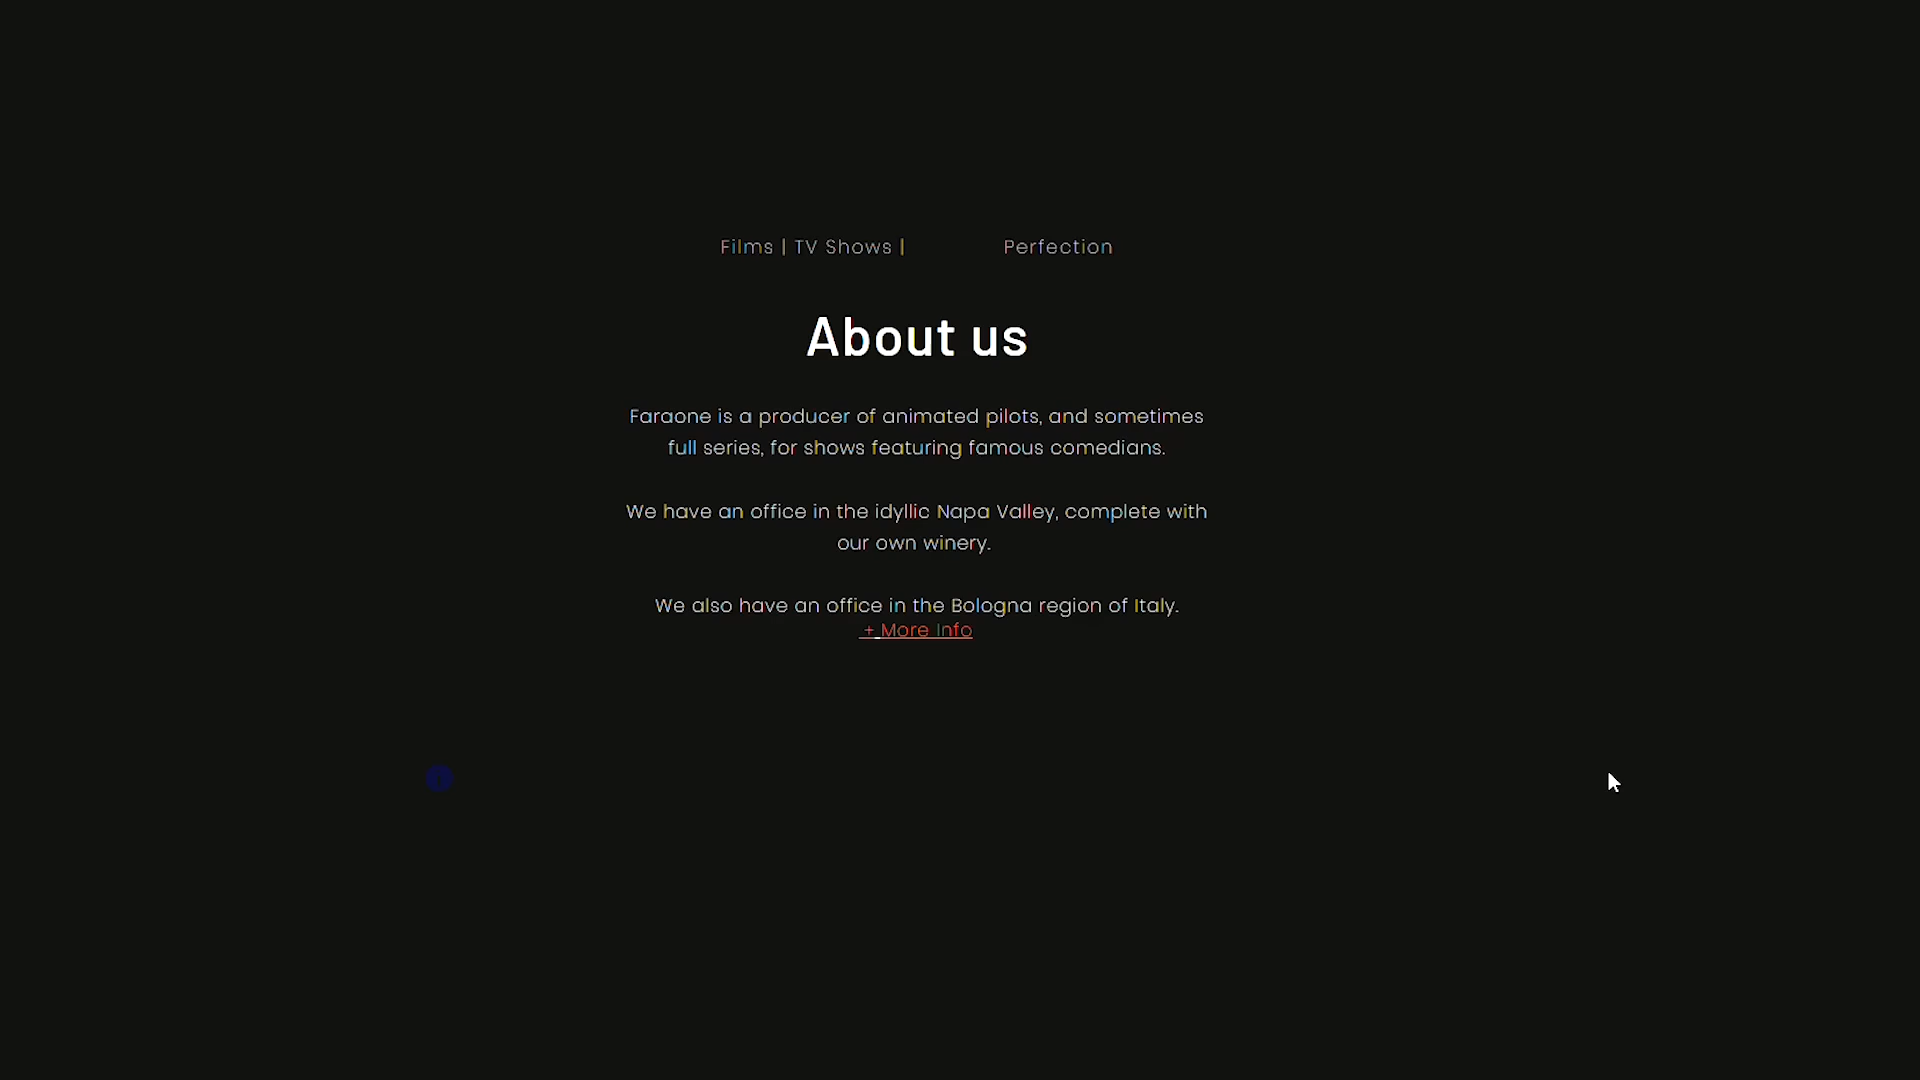 Films | TV Shows | Perfection
About us
Faraone is a producer of animated pilots, and sometimes
full series, for shows featuring famous comedians.
We have an office in the idyllic Napa Valley, complete with
our own winery.
We also have an office in the Bologna region of Italy.
+ More Info